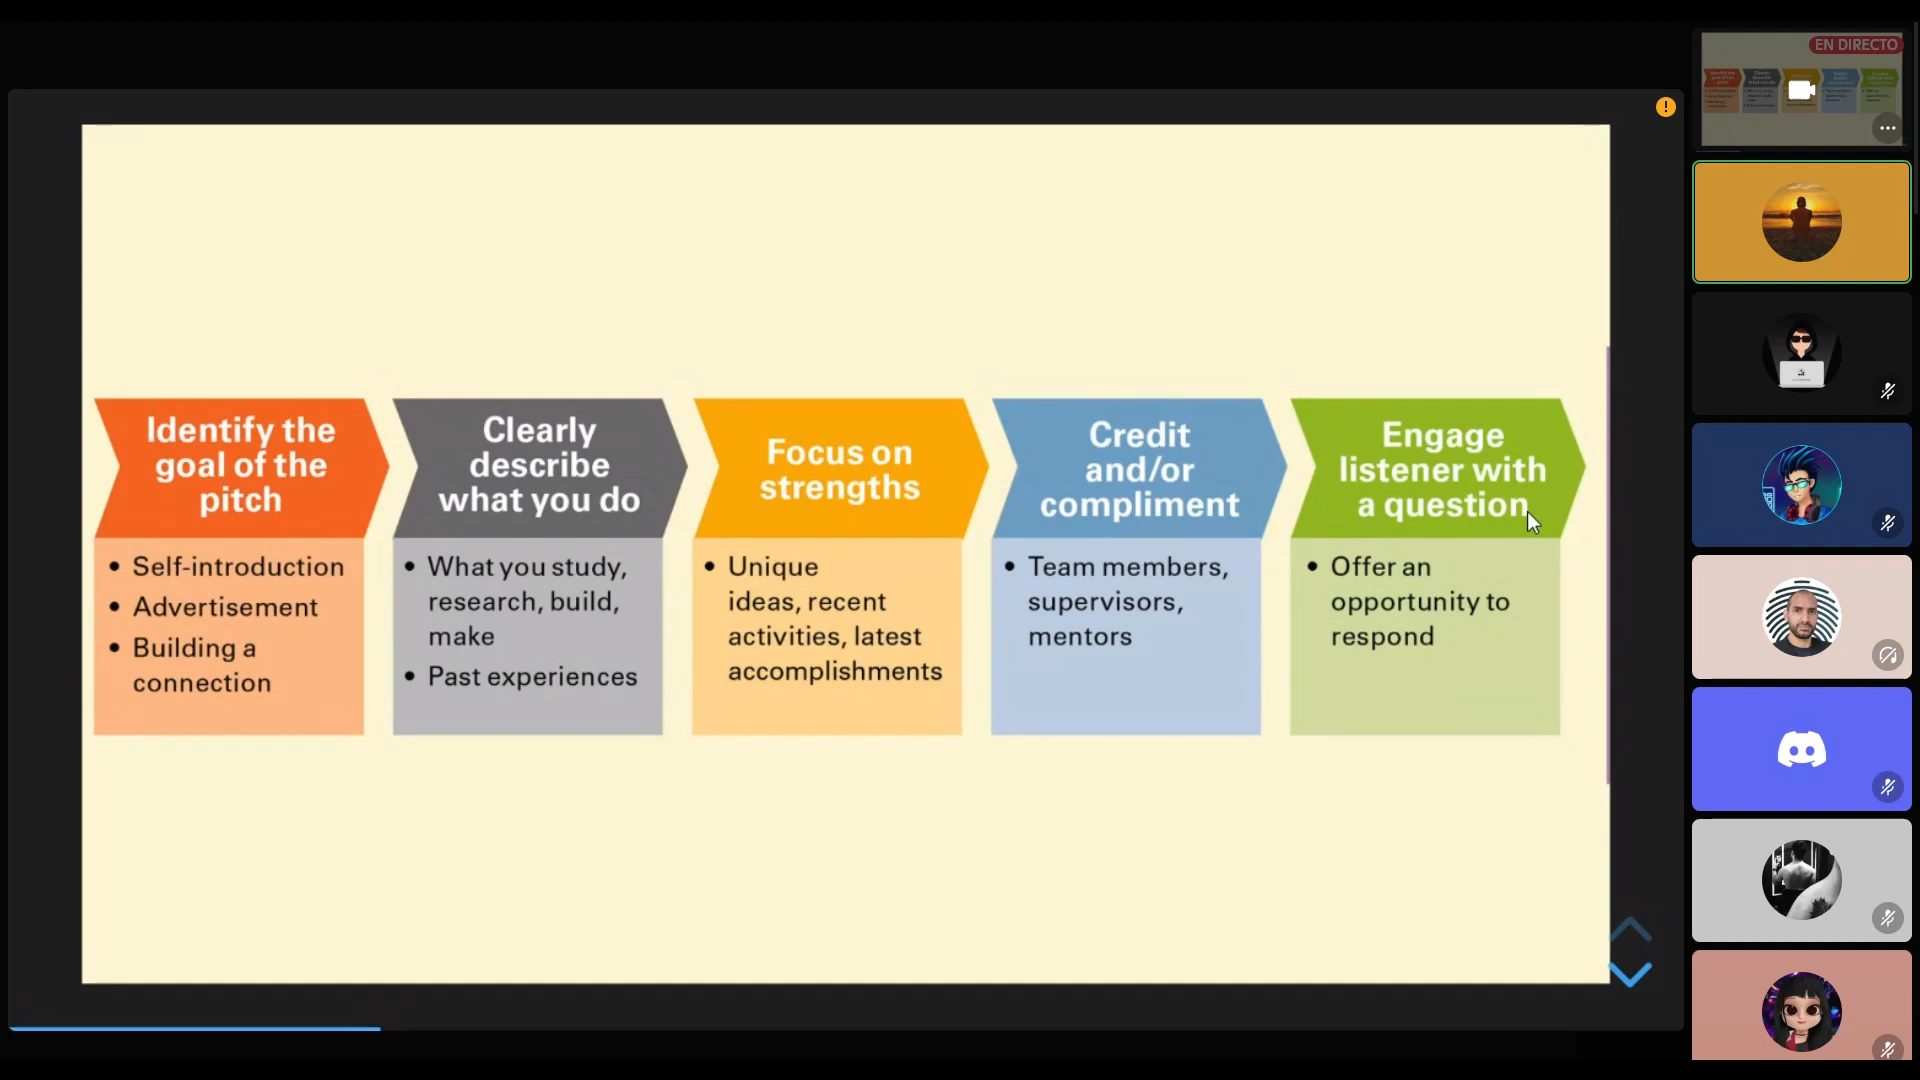 EN DIRECTO
Identify the
goal of the
pitch
• Self-introduction
• Advertisement
• Building a
connection
Clearly
describe
what you do
• What you study,
research, build,
make
• Past experiences
Focus on
strengths
• Unique
ideas, recent
activities, latest
accomplishments
Credit
and/or
compliment
• Team members,
supervisors,
mentors
Engage
listener with
a question
• Offer an
opportunity to
respond